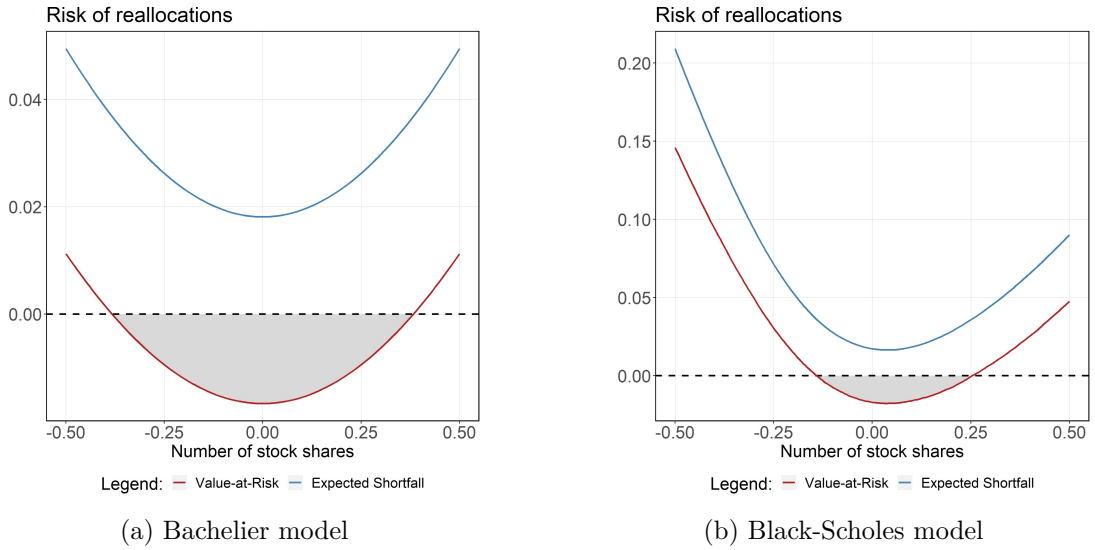 Risk of reallocations
0.04
0.02
0.00
-0.50 -0.25 0.00 0.25 0.50
Number of stock shares
Legend: Value-at-Risk Expected Shortfall
(a) Bachelier model
Risk of reallocations
0.20
0.15
0.10
0.05
0.00
-0.50 -0.25 0.00 0.25 0.50
Number of stock shares
Legend: Value-at-Risk Expected Shortfall
(b) Black-Scholes model